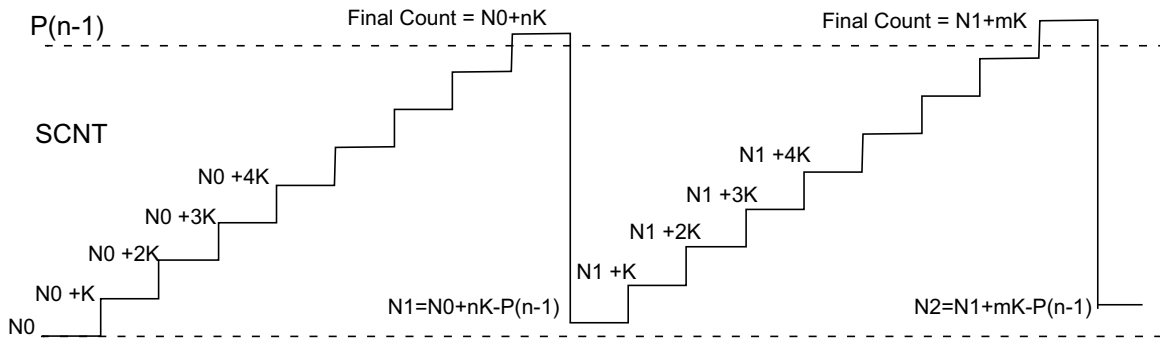 P(n-1)
Final Count = N0+nK
Final Count = N1+mK
SCNT
N0 +4K
N0 +3K
N0 +2K
N0 +K
N0
N1 +4K
N1 +3K
N1 +2K
N1 +K
N1=N0+nK-P(n-1)
N2=N1+mK-P(n-1)